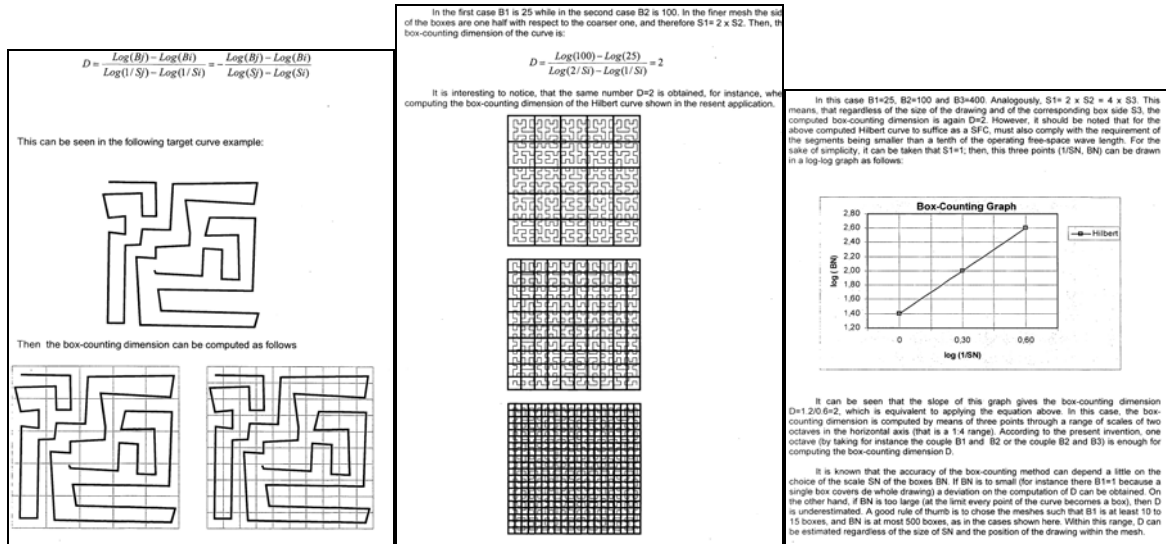 D = Log(Bj) − Log(Bi) / Log(1/Sj) − Log(1/Si) = − Log(Bj) − Log(Bi) / Log(Sj) − Log(Si)
This can be seen in the following target curve example:
Then the box-counting dimension can be computed as follows
In the first case B1 is 25 while in the second case B2 is 100. In the finer mesh the sid
of the boxes are one half with respect to the coarser one, and therefore S1= 2 x S2. Then, th
box-counting dimension of the curve is:
D = Log(100) − Log(25) / Log(2/Si) − Log(1/Si) = 2
It is interesting to notice, that the same number D=2 is obtained, for instance, whe
computing the box-counting dimension of the Hilbert curve shown in the resent application.
In this case B1=25, B2=100 and B3=400. Analogously, S1= 2 x S2 = 4 x S3. This
means, that regardless of the size of the drawing and of the corresponding box side S3, the
computed box-counting dimension is again D=2. However, it should be noted that for the
above computed Hilbert curve to suffice as a SFC, must also comply with the requirement of
the segments being smaller than a tenth of the operating free-space wave length. For the
sake of simplicity, it can be taken that S1=1; then, this three points (1/SN, BN) can be drawn
in a log-log graph as follows:
Box-Counting Graph
2,80
2,60
2,40
2,20
2,00
1,80
1,60
1,40
1,20
log ( BN)
0 0,30 0,60
log (1/SN)
Hilbert
It can be seen that the slope of this graph gives the box-counting dimension
D=1.2/0.6=2, which is equivalent to applying the equation above. In this case, the box-
counting dimension is computed by means of three points through a range of scales of two
octaves in the horizontal axis (that is a 1:4 range). According to the present invention, one
octave (by taking for instance the couple B1 and B2 or the couple B2 and B3) is enough for
computing the box-counting dimension D.
It is known that the accuracy of the box-counting method can depend a little on the
choice of the scale SN of the boxes BN. If BN is to small (for instance there B1=1 because a
single box covers de whole drawing) a deviation on the computation of D can be obtained. On
the other hand, if BN is too large (at the limit every point of the curve becomes a box), then D
is underestimated. A good rule of thumb is to chose the meshes such that B1 is at least 10 to
15 boxes, and BN is at most 500 boxes, as in the cases shown here. Within this range, D can
be estimated regardless of the size of SN and the position of the drawing within the mesh.